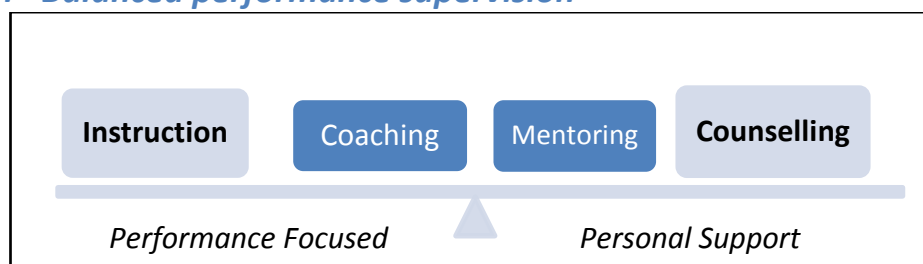 Balanced performance supervision
Instruction Coaching Mentoring Counselling
Performance Focused Personal Support